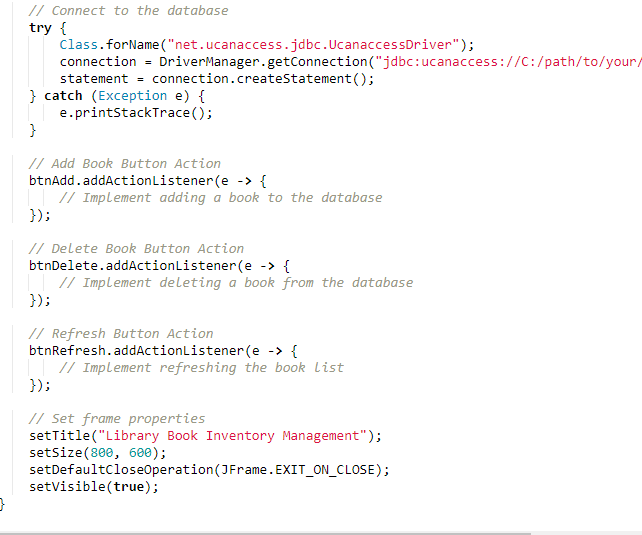 // Connect to the database
try {
Class.forName("net.ucanaccess.jdbc.UcanaccessDriver");
connection = DriverManager.getConnection("jdbc:ucanaccess://C:/path/to/your/
statement = connection.createStatement();
} catch (Exception e) {
e.printStackTrace();
}
// Add Book Button Action
btnAdd.addActionListener(e -> {
// Implement adding a book to the database
});
// Delete Book Button Action
btnDelete.addActionListener(e -> {
// Implement deleting a book from the database
});
// Refresh Button Action
btnRefresh.addActionListener(e -> {
// Implement refreshing the book list
});
// Set frame properties
setTitle("Library Book Inventory Management");
setSize(800, 600);
setDefaultCloseOperation(JFrame.EXIT_ON_CLOSE);
setVisible(true);
}